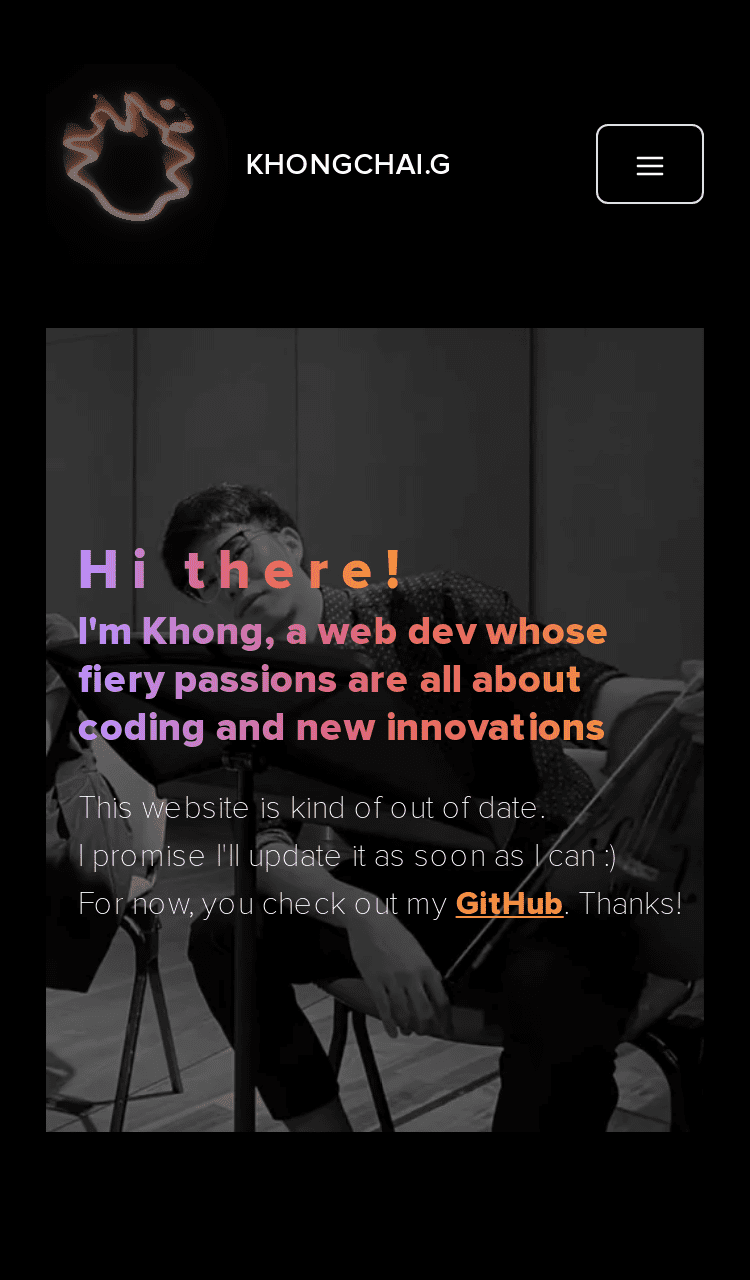 KHONGCHAI.G
Hi there!
I'm Khong, a web dev whose
fiery passions are all about
coding and new innovations
This website is kind of out of date.
I promise I'll update it as soon as I can :)
For now, you check out my GitHub. Thanks!